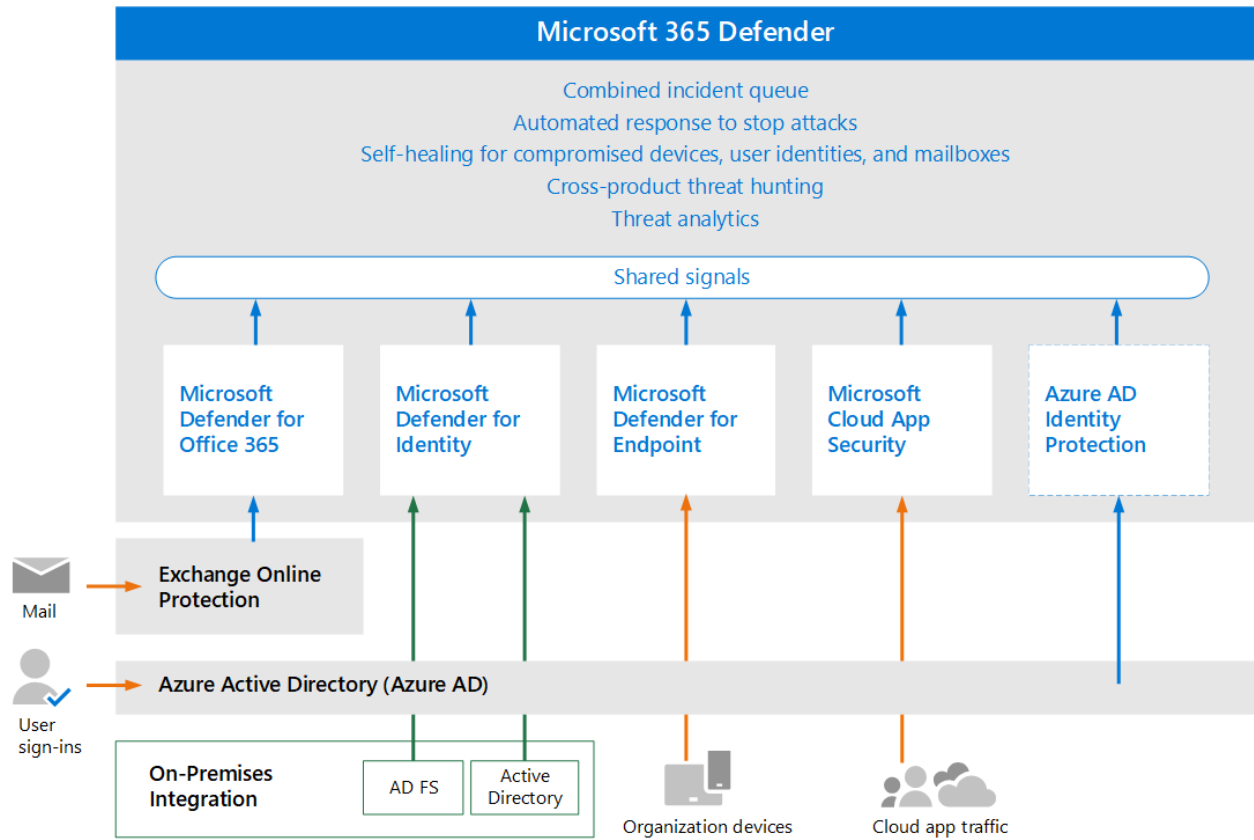 Microsoft 365 Defender
Combined incident queue
Automated response to stop attacks
Self-healing for compromised devices, user identities, and mailboxes
Cross-product threat hunting
Threat analytics
Shared signals
Microsoft
Defender for
Office 365
Microsoft
Defender for
Identity
Microsoft
Defender for
Endpoint
Microsoft
Cloud App
Security
Azure AD
Identity
Protection
Mail
Exchange Online
Protection
User
sign-ins
Azure Active Directory (Azure AD)
On-Premises
Integration
AD FS
Active
Directory
Organization devices
Cloud app traffic